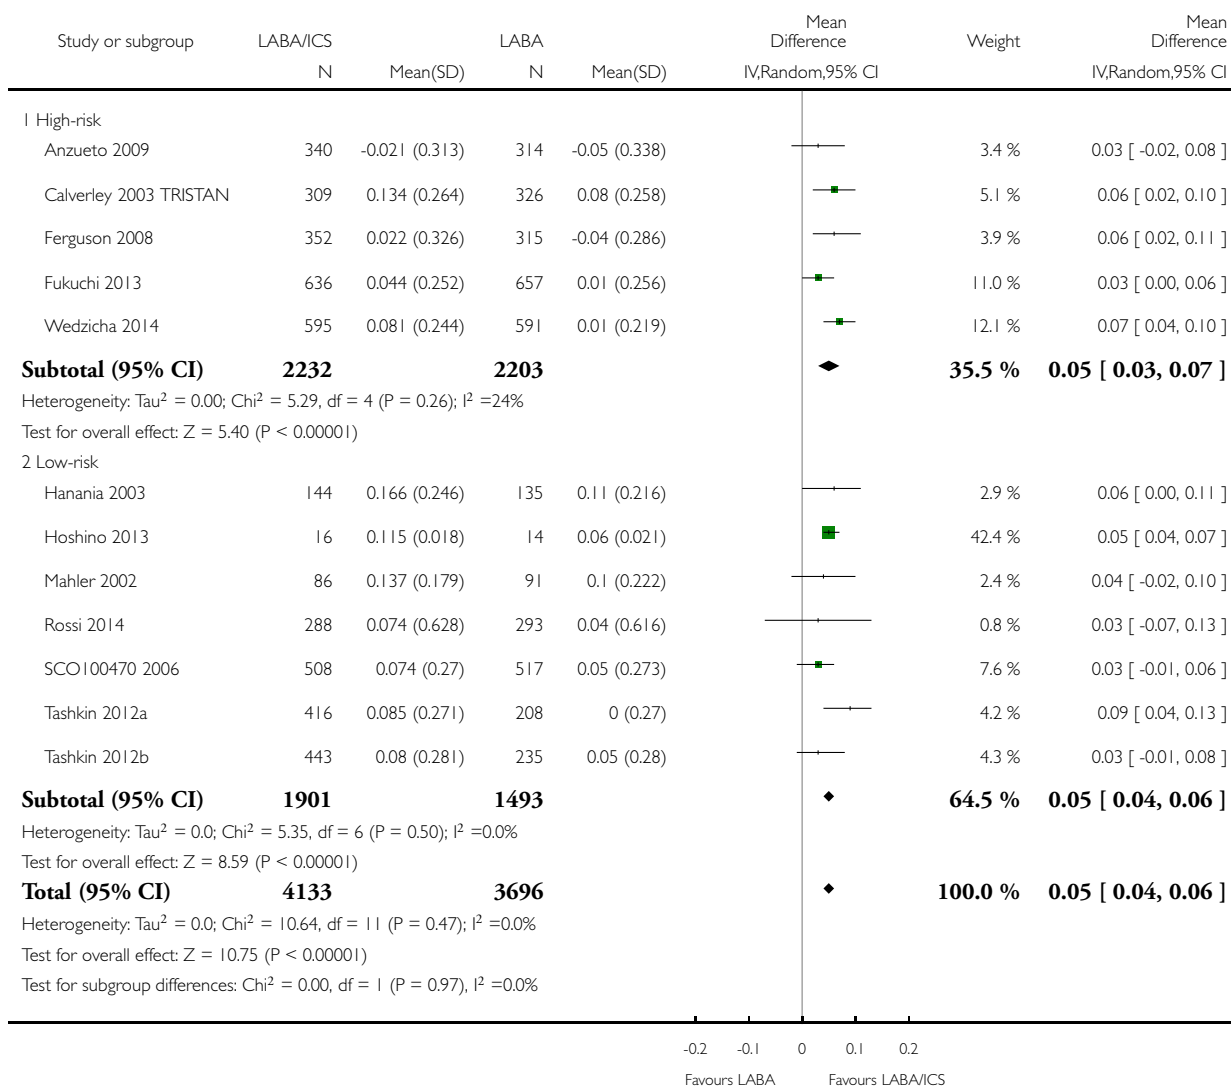 Study or subgroup LABA/ICS LABA Mean Difference Weight Mean Difference
N Mean(SD) N Mean(SD) IV,Random,95% CI IV,Random,95% CI
1 High-risk
Anzueto 2009 340 -0.021 (0.313) 314 -0.05 (0.338) 3.4 % 0.03 [ -0.02, 0.08 ]
Calverley 2003 TRISTAN 309 0.134 (0.264) 326 0.08 (0.258) 5.1 % 0.06 [ 0.02, 0.10 ]
Ferguson 2008 352 0.022 (0.326) 315 -0.04 (0.286) 3.9 % 0.06 [ 0.02, 0.11 ]
Fukuchi 2013 636 0.044 (0.252) 657 0.01 (0.256) 11.0 % 0.03 [ 0.00, 0.06 ]
Wedzicha 2014 595 0.081 (0.244) 591 0.01 (0.219) 12.1 % 0.07 [ 0.04, 0.10 ]
Subtotal (95% CI) 2232 2203 35.5 % 0.05 [ 0.03, 0.07 ]
Heterogeneity: Tau² = 0.00; Chi² = 5.29, df = 4 (P = 0.26); I² =24%
Test for overall effect: Z = 5.40 (P < 0.00001)
2 Low-risk
Hanania 2003 144 0.166 (0.246) 135 0.11 (0.216) 2.9 % 0.06 [ 0.00, 0.11 ]
Hoshino 2013 16 0.115 (0.018) 14 0.06 (0.021) 42.4 % 0.05 [ 0.04, 0.07 ]
Mahler 2002 86 0.137 (0.179) 91 0.1 (0.222) 2.4 % 0.04 [ -0.02, 0.10 ]
Rossi 2014 288 0.074 (0.628) 293 0.04 (0.616) 0.8 % 0.03 [ -0.07, 0.13 ]
SCO100470 2006 508 0.074 (0.27) 517 0.05 (0.273) 7.6 % 0.03 [ -0.01, 0.06 ]
Tashkin 2012a 416 0.085 (0.271) 208 0 (0.27) 4.2 % 0.09 [ 0.04, 0.13 ]
Tashkin 2012b 443 0.08 (0.281) 235 0.05 (0.28) 4.3 % 0.03 [ -0.01, 0.08 ]
Subtotal (95% CI) 1901 1493 64.5 % 0.05 [ 0.04, 0.06 ]
Heterogeneity: Tau² = 0.0; Chi² = 5.35, df = 6 (P = 0.50); I² =0.0%
Test for overall effect: Z = 8.59 (P < 0.00001)
Total (95% CI) 4133 3696 100.0 % 0.05 [ 0.04, 0.06 ]
Heterogeneity: Tau² = 0.0; Chi² = 10.64, df = 11 (P = 0.47); I² =0.0%
Test for overall effect: Z = 10.75 (P < 0.00001)
Test for subgroup differences: Chi² = 0.00, df = 1 (P = 0.97), I² =0.0%
-0.2 -0.1 0 0.1 0.2
Favours LABA Favours LABA/ICS